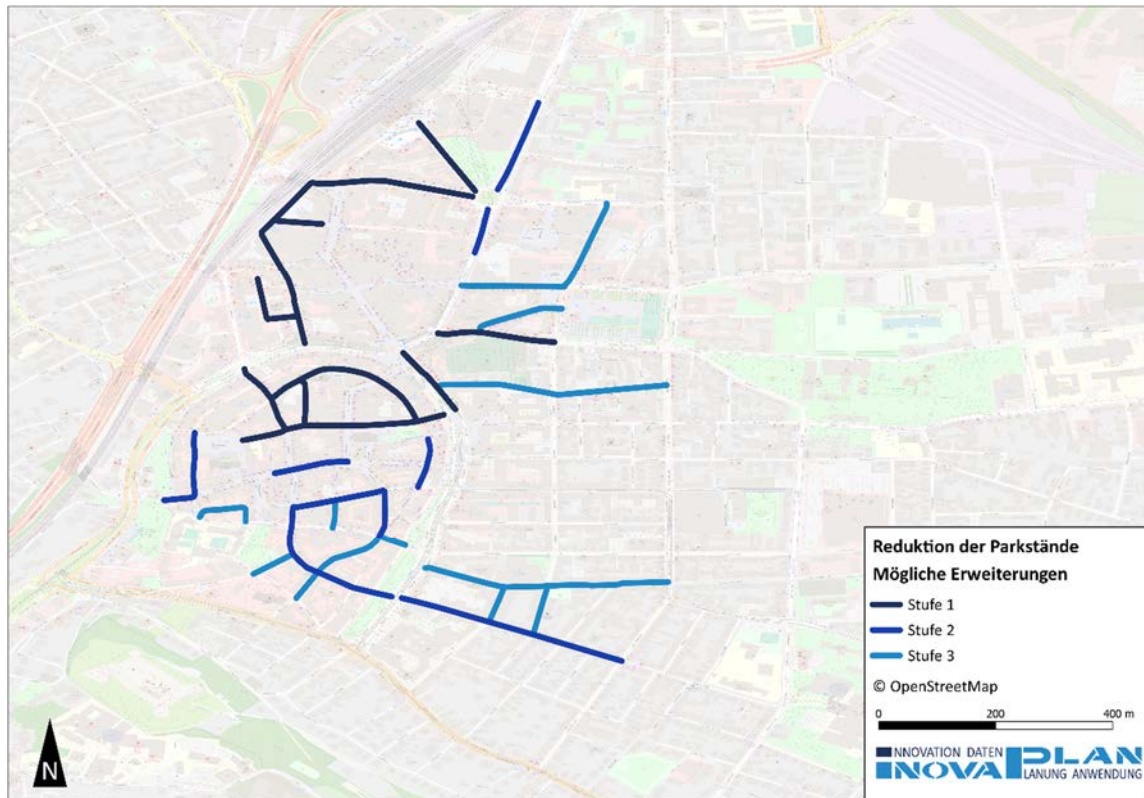 Reduktion der Parkstände
Mögliche Erweiterungen
Stufe 1
Stufe 2
Stufe 3
© OpenStreetMap
0 200 400 m
INNOVATION DATEN
INOVAPLAN
PLANUNG ANWENDUNG
N